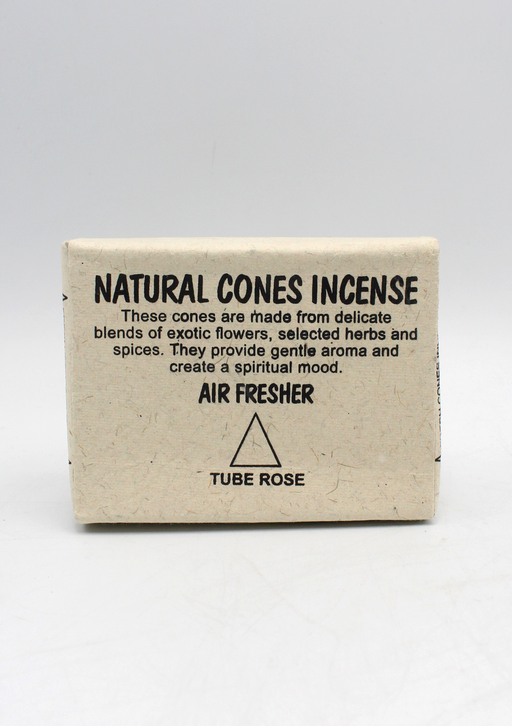 NATURAL CONES INCENSE
These cones are made from delicate
blends of exotic flowers, selected herbs and
spices. They provide gentle aroma and
create a spiritual mood.
AIR FRESHER
TUBE ROSE